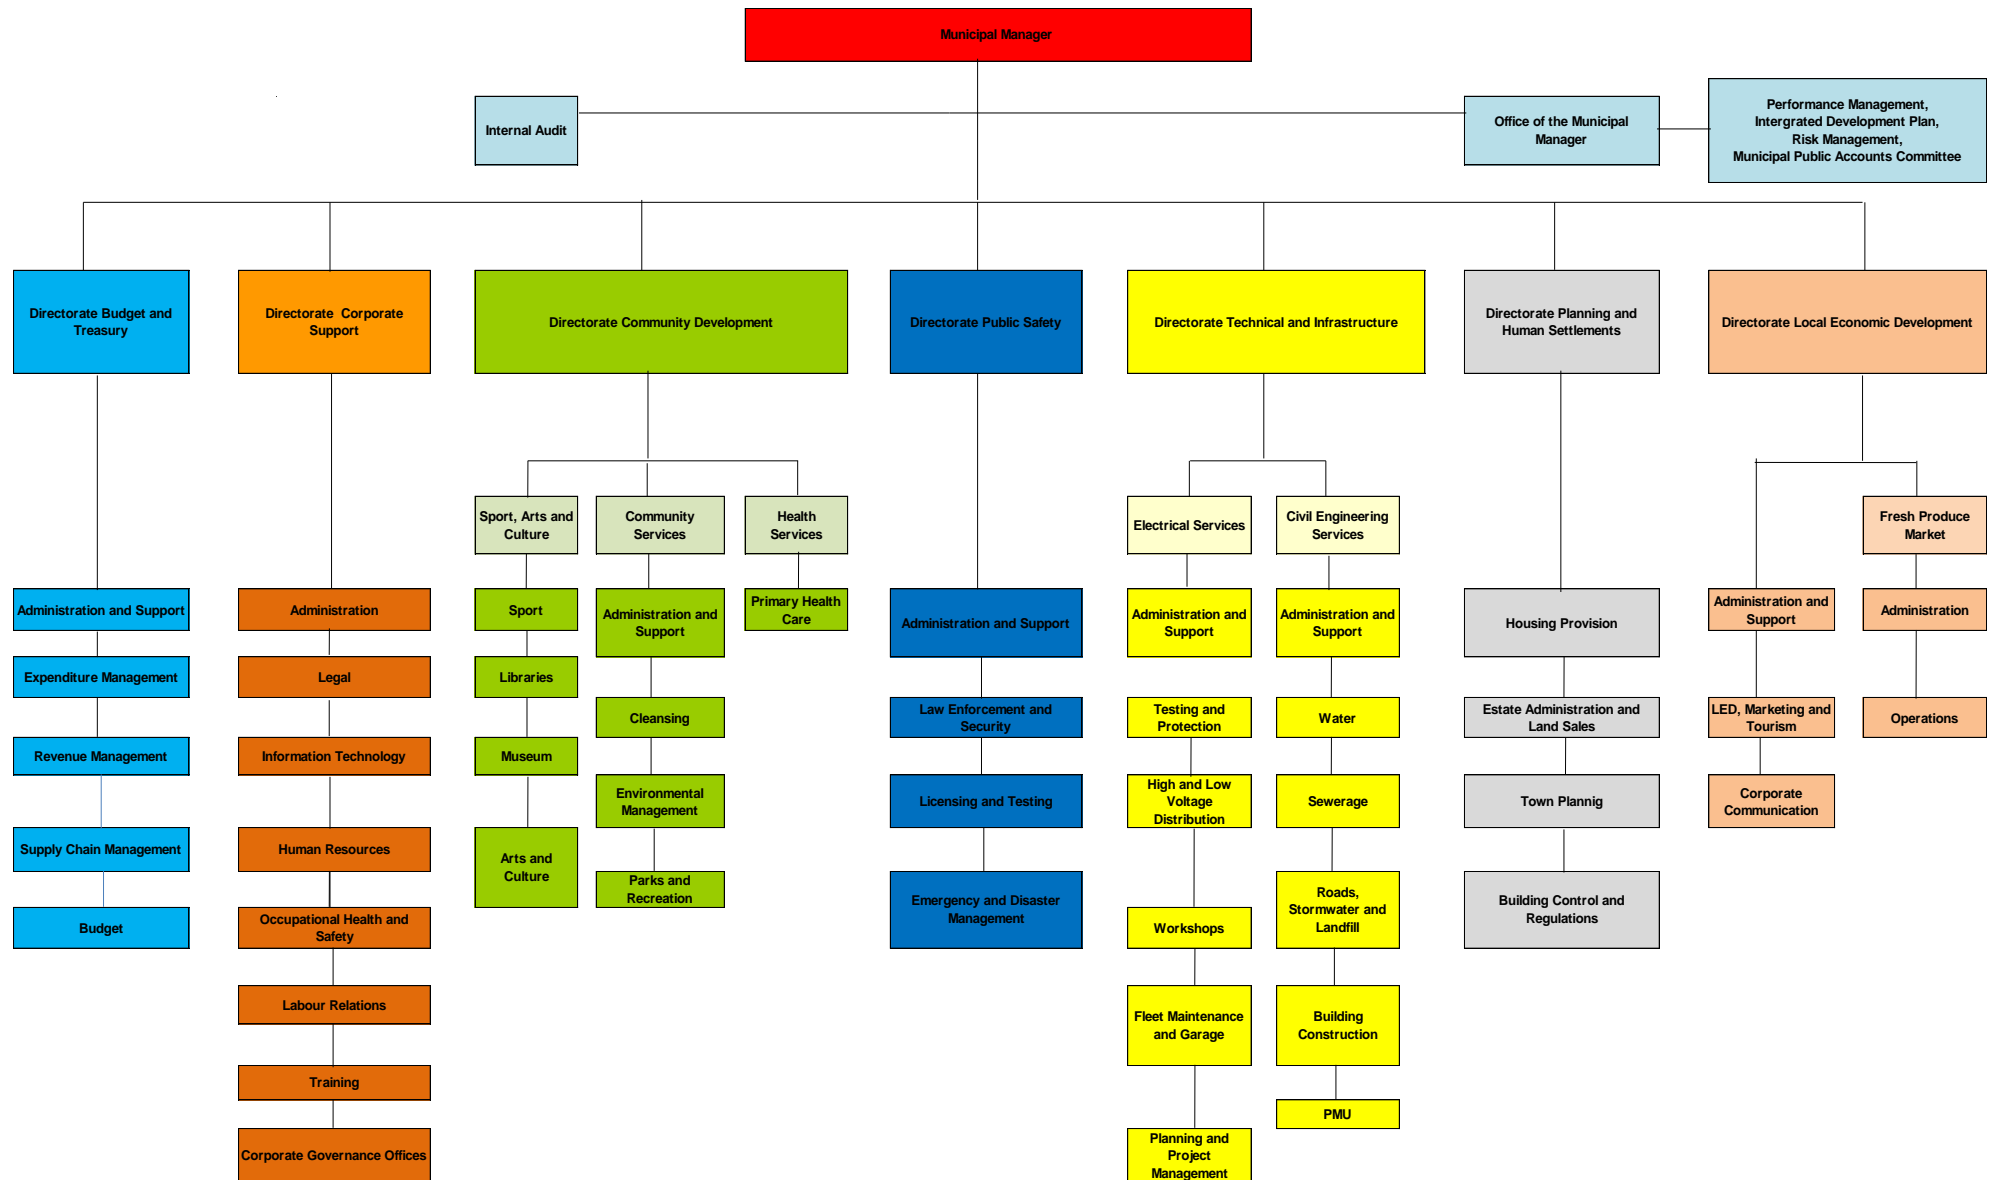 Municipal Manager
Internal Audit
Office of the Municipal
Manager
Performance Management,
Intergrated Development Plan,
Risk Management,
Municipal Public Accounts Committee
Directorate Budget and
Treasury
Directorate Corporate
Support
Directorate Community Development
Directorate Public Safety
Directorate Technical and Infrastructure
Directorate Planning and
Human Settlements
Directorate Local Economic Development
Sport, Arts and
Culture
Community
Services
Health
Services
Electrical Services
Civil Engineering
Services
Fresh Produce
Market
Administration and Support
Expenditure Management
Revenue Management
Supply Chain Management
Budget
Administration
Legal
Information Technology
Human Resources
Occupational Health and
Safety
Labour Relations
Training
Corporate Governance Offices
Sport
Libraries
Museum
Arts and
Culture
Administration and
Support
Cleansing
Environmental
Management
Parks and
Recreation
Primary Health
Care
Administration and Support
Law Enforcement and
Security
Licensing and Testing
Emergency and Disaster
Management
Administration and
Support
Testing and
Protection
High and Low
Voltage
Distribution
Workshops
Fleet Maintenance
and Garage
Planning and
Project
Management
Administration and
Support
Water
Sewerage
Roads,
Stormwater and
Landfill
Building
Construction
PMU
Housing Provision
Estate Administration and
Land Sales
Town Plannig
Building Control and
Regulations
Administration and
Support
LED, Marketing and
Tourism
Corporate
Communication
Administration
Operations